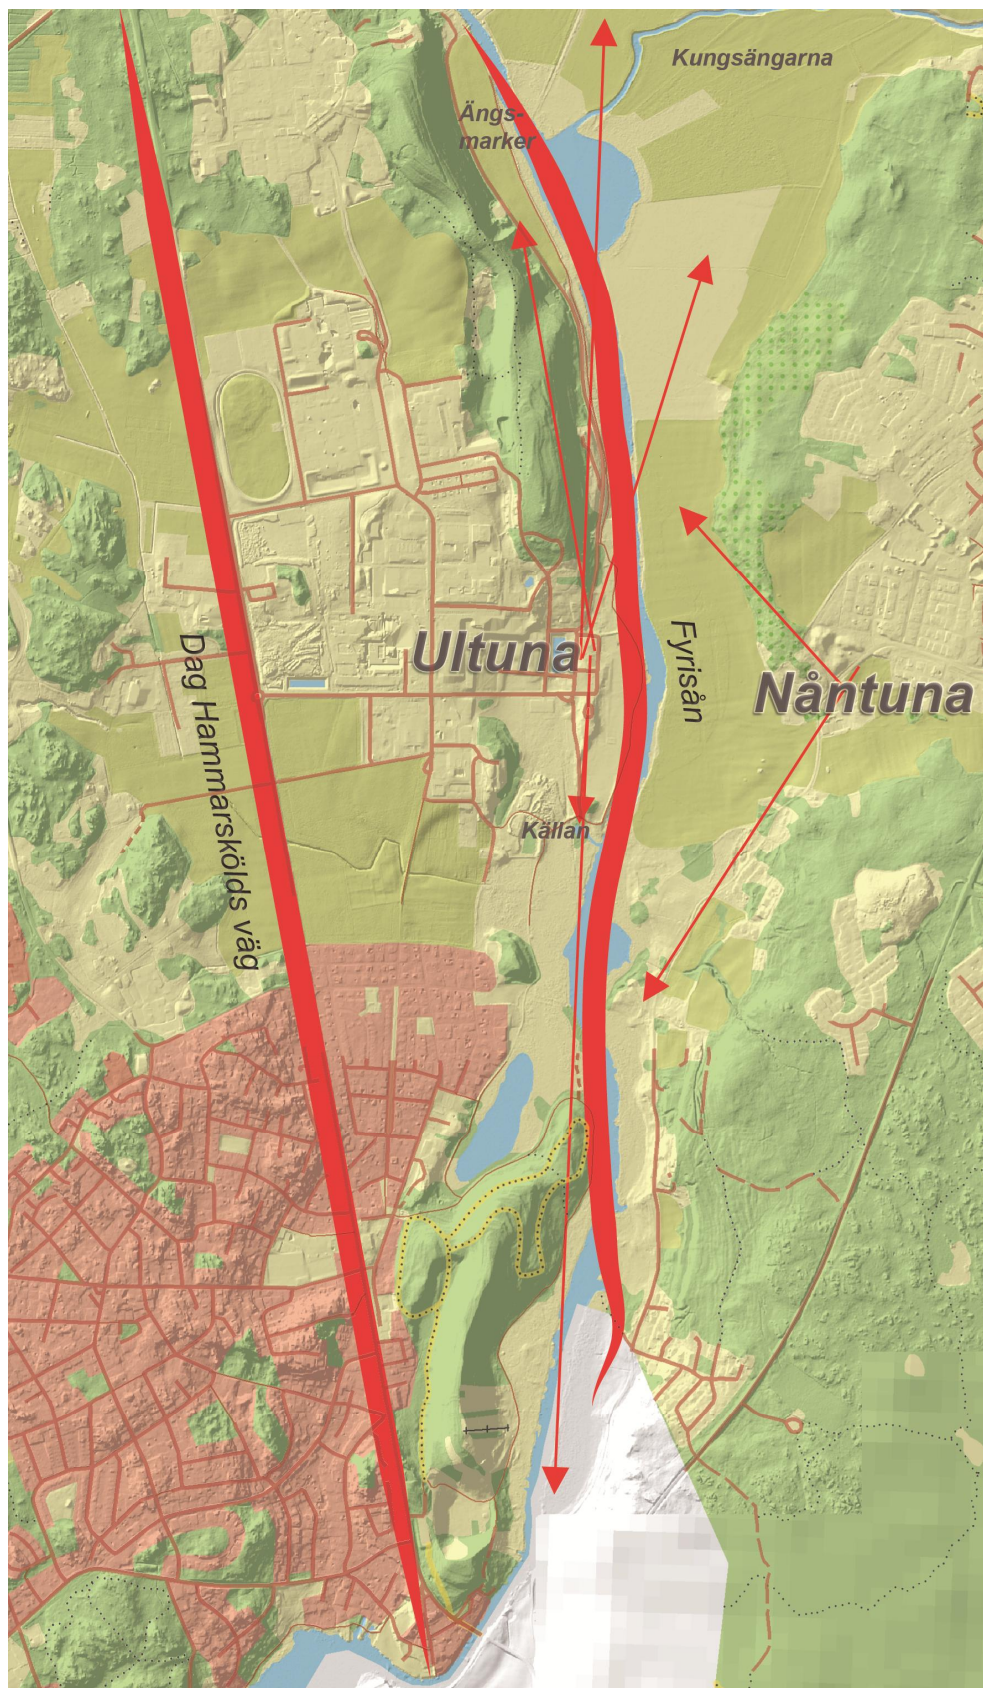 Kungsängarna
Ängs-
marker
Ultuna
Fyrisån
Nåntuna
Dag Hammarskölds väg
Källan